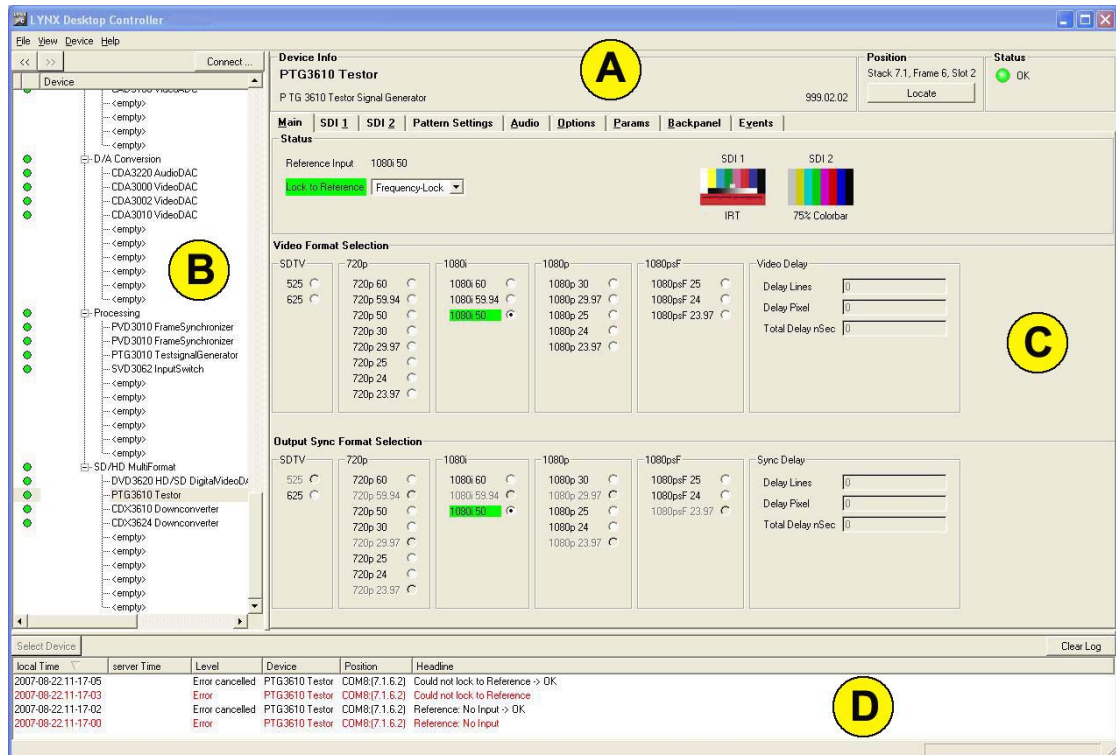 LYNX Desktop Controller
File View Device Help
<< >> Connect ...
Device
<empty>
<empty>
<empty>
D/A Conversion
CDA3220 AudioDAC
CDA3000 VideoDAC
CDA3002 VideoDAC
CDA3010 VideoDAC
<empty>
<empty>
<empty>
<empty>
<empty>
<empty>
Processing
PVD3010 FrameSynchronizer
PVD3010 FrameSynchronizer
PTG3010 TestsignalGenerator
SVD3062 InputSwitch
<empty>
<empty>
<empty>
<empty>
<empty>
<empty>
SD/HD MultiFormat
DVD3620 HD/SD DigitalVideoDA
PTG3610 Testor
CDX3610 Downconverter
CDX3624 Downconverter
<empty>
<empty>
<empty>
<empty>
<empty>
<empty>
B
Device Info
PTG3610 Testor
P TG 3610 Testor Signal Generator
999.02.02
A
Position
Stack 7.1, Frame 6, Slot 2
Locate
Status
OK
Main SDI 1 SDI 2 Pattern Settings Audio Options Params Backpanel Events
Status
Reference Input 1080i 50
Lock to Reference Frequency-Lock
SDI 1 SDI 2
IRT 75% Colorbar
Video Format Selection
SDTV
525
625
720p
720p 60
720p 59.94
720p 50
720p 30
720p 29.97
720p 25
720p 24
720p 23.97
1080i
1080i 60
1080i 59.94
1080i 50
1080p
1080p 30
1080p 29.97
1080p 25
1080p 24
1080p 23.97
1080psF
1080psF 25
1080psF 24
1080psF 23.97
Video Delay
Delay Lines 0
Delay Pixel 0
Total Delay nSec 0
C
Output Sync Format Selection
SDTV
525
625
720p
720p 60
720p 59.94
720p 50
720p 30
720p 29.97
720p 25
720p 24
720p 23.97
1080i
1080i 60
1080i 59.94
1080i 50
1080p
1080p 30
1080p 29.97
1080p 25
1080p 24
1080p 23.97
1080psF
1080psF 25
1080psF 24
1080psF 23.97
Sync Delay
Delay Lines 0
Delay Pixel 0
Total Delay nSec 0
Select Device Clear Log
local Time server Time Level Device Position Headline
2007-08-22.11-17-05 Error cancelled PTG3610 Testor COM8:(7.1.6.2) Could not lock to Reference -> OK
2007-08-22.11-17-03 Error PTG3610 Testor COM8:(7.1.6.2) Could not lock to Reference
2007-08-22.11-17-02 Error cancelled PTG3610 Testor COM8:(7.1.6.2) Reference: No Input -> OK
2007-08-22.11-17-00 Error PTG3610 Testor COM8:(7.1.6.2) Reference: No Input
D